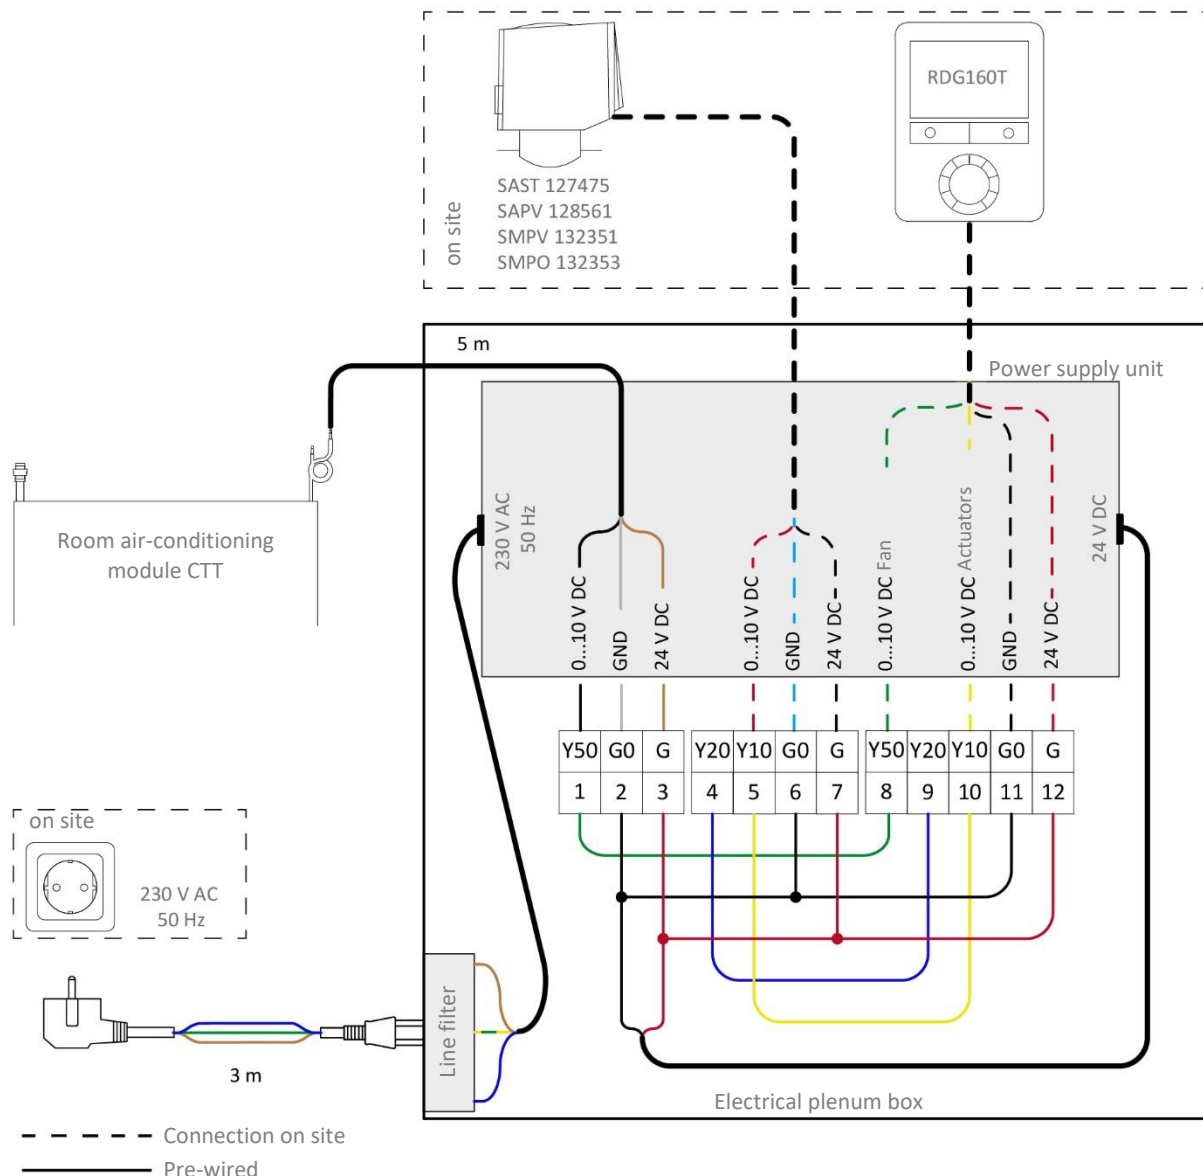 RDG160T
SAST 127475
SAPV 128561
SMPV 132351
SMPO 132353
on site
5 m
Power supply unit
230 V AC
50 Hz
24 V DC
Room air-conditioning
module CTT
0...10 V DC
GND
24 V DC
0...10 V DC
GND
24 V DC
0...10 V DC Fan
0...10 V DC Actuators
GND
24 V DC
Y50 G0 G Y20 Y10 G0 G Y50 Y20 Y10 G0 G
1 2 3 4 5 6 7 8 9 10 11 12
on site
230 V AC
50 Hz
Line filter
3 m
Electrical plenum box
Connection on site
Pre-wired